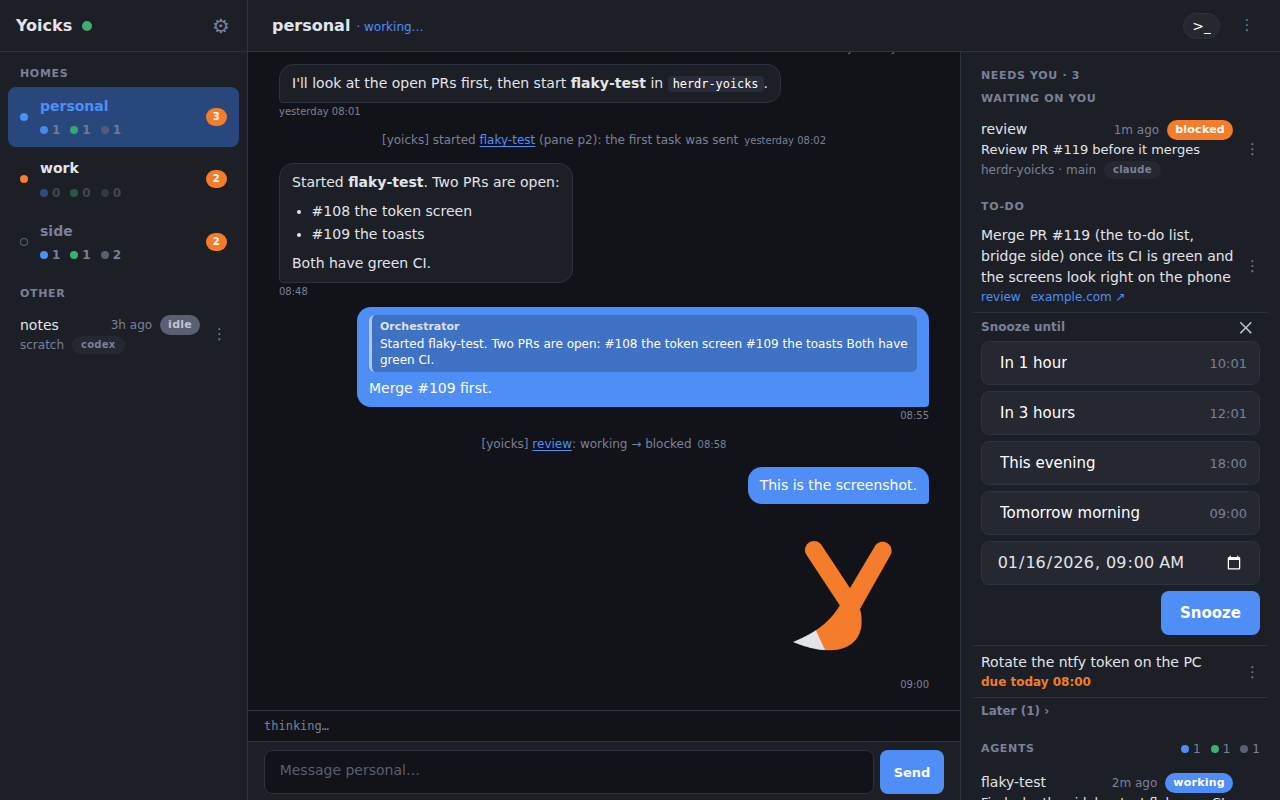 Yoicks
HOMES
personal
1 1 1
3
work
0 0 0
2
side
1 1 2
2
OTHER
notes 3h ago idle
scratch codex
personal · working…
>_
I'll look at the open PRs first, then start flaky-test in herdr-yoicks.
yesterday 08:01
[yoicks] started flaky-test (pane p2): the first task was sent yesterday 08:02
Started flaky-test. Two PRs are open:
• #108 the token screen
• #109 the toasts
Both have green CI.
08:48
Orchestrator
Started flaky-test. Two PRs are open: #108 the token screen #109 the toasts Both have
green CI.
Merge #109 first.
08:55
[yoicks] review: working → blocked 08:58
This is the screenshot.
09:00
thinking…
Message personal…
Send
NEEDS YOU · 3
WAITING ON YOU
review 1m ago blocked
Review PR #119 before it merges
herdr-yoicks · main claude
TO-DO
Merge PR #119 (the to-do list,
bridge side) once its CI is green and
the screens look right on the phone
review example.com ↗
Snooze until
In 1 hour 10:01
In 3 hours 12:01
This evening 18:00
Tomorrow morning 09:00
01/16/2026, 09:00 AM
Snooze
Rotate the ntfy token on the PC
due today 08:00
Later (1) ›
AGENTS 1 1 1
flaky-test 2m ago working